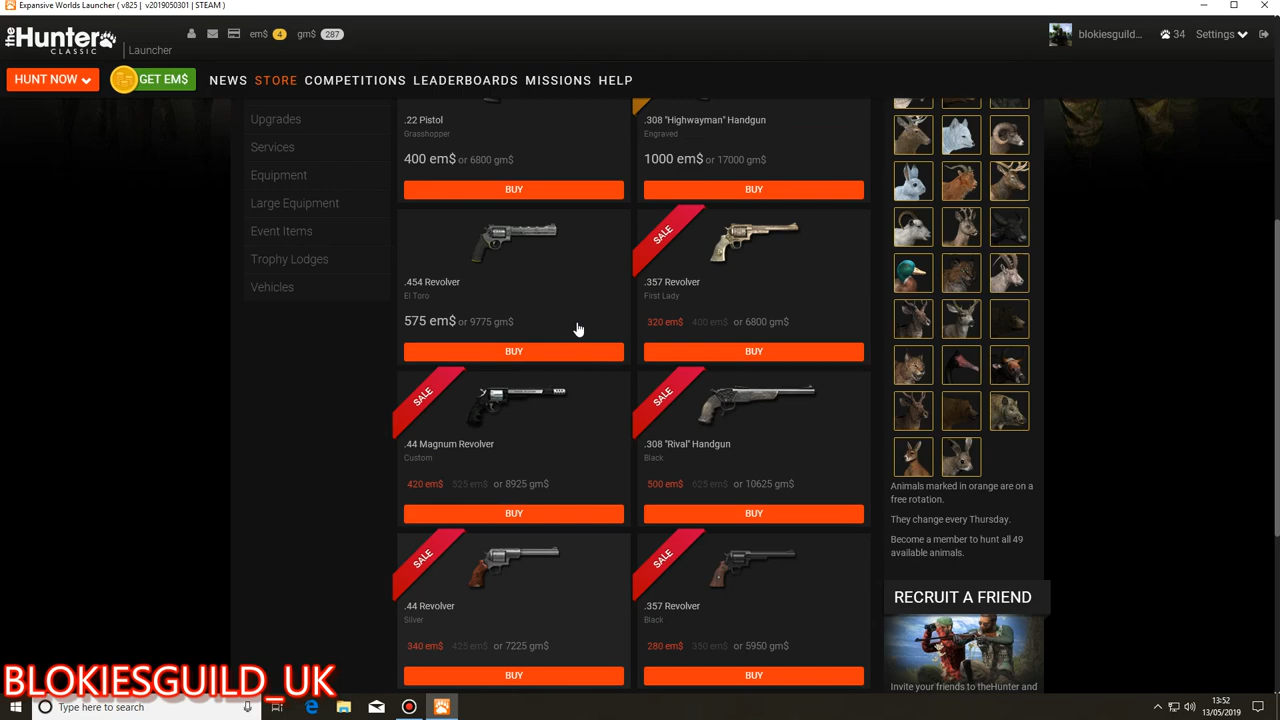 Expansive Worlds Launcher ( v825 | v2019050301 | STEAM )
theHunter
CLASSIC
Launcher
em$ 4 gm$ 287
blokiesguild... 34 Settings
HUNT NOW
GET EM$
NEWS STORE COMPETITIONS LEADERBOARDS MISSIONS HELP
Upgrades
Services
Equipment
Large Equipment
Event Items
Trophy Lodges
Vehicles
.22 Pistol
Grasshopper
400 em$ or 6800 gm$
BUY
.308 "Highwayman" Handgun
Engraved
1000 em$ or 17000 gm$
BUY
.454 Revolver
El Toro
575 em$ or 9775 gm$
BUY
SALE
.357 Revolver
First Lady
320 em$ 400 em$ or 6800 gm$
BUY
SALE
.44 Magnum Revolver
Custom
420 em$ 525 em$ or 8925 gm$
BUY
SALE
.308 "Rival" Handgun
Black
500 em$ 625 em$ or 10625 gm$
BUY
SALE
.44 Revolver
Silver
340 em$ 425 em$ or 7225 gm$
BUY
SALE
.357 Revolver
Black
280 em$ 350 em$ or 5950 gm$
BUY
Animals marked in orange are on a
free rotation.
They change every Thursday.
Become a member to hunt all 49
available animals.
RECRUIT A FRIEND
Invite your friends to theHunter and
BLOKIESGUILD_UK
Type here to search
13:52
13/05/2019